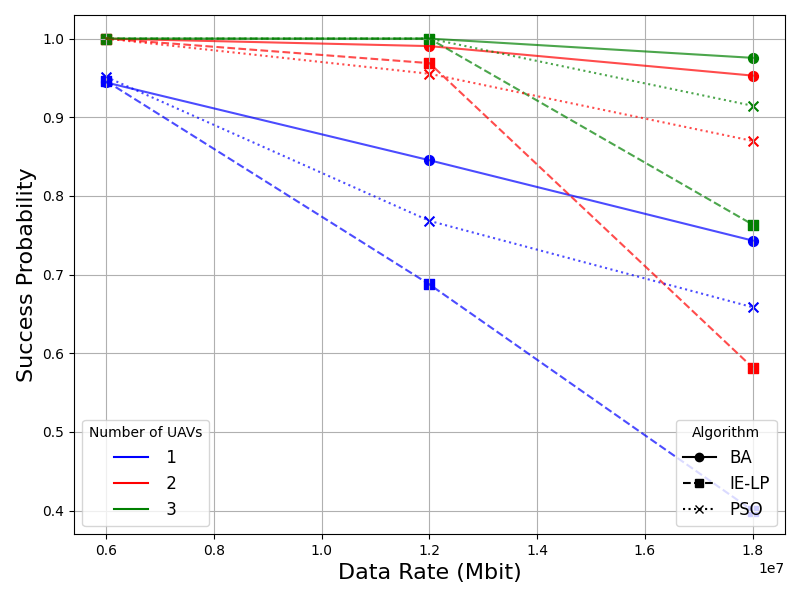 1.0
0.9
0.8
0.7
0.6
0.5
0.4
Success Probability
Number of UAVs
1
2
3
Algorithm
BA
IE-LP
PSO
0.6 0.8 1.0 1.2 1.4 1.6 1.8
1e7
Data Rate (Mbit)